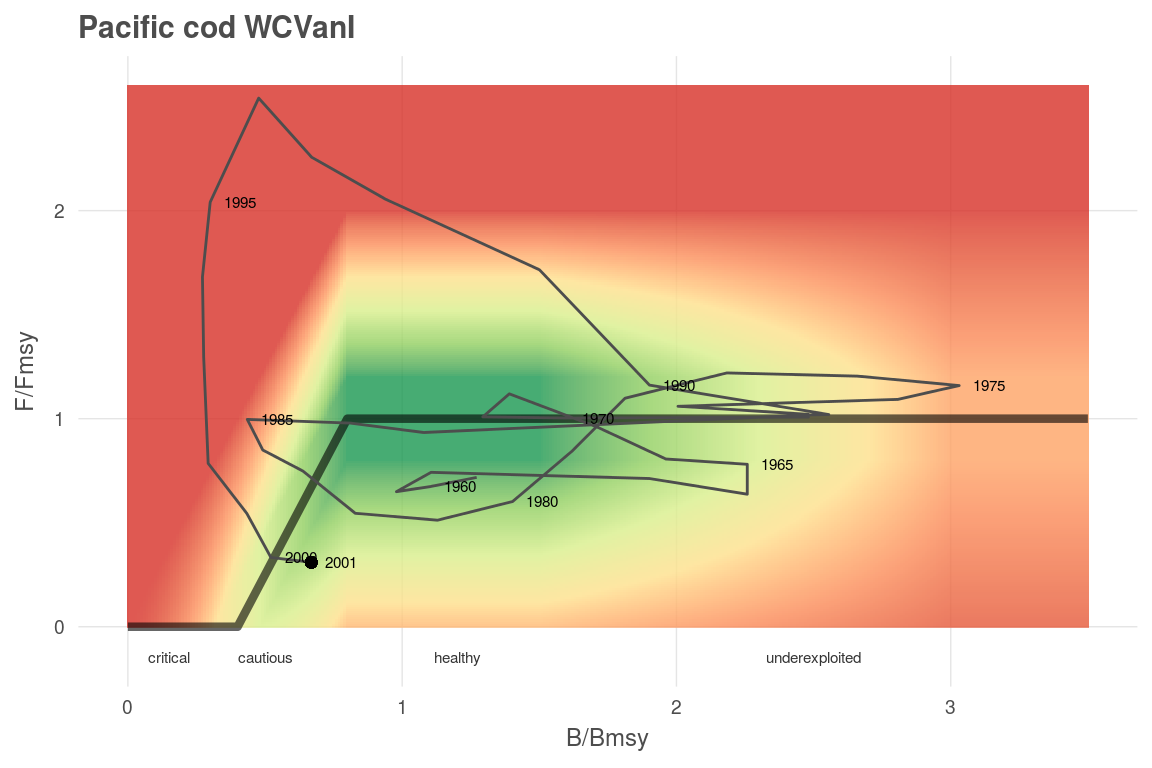 Pacific cod WCVanI
F/Fmsy
2
1
0
1995
1990
1975
1985
1970
1965
1960
1980
2000
2001
critical
cautious
healthy
underexploited
0
1
2
3
B/Bmsy